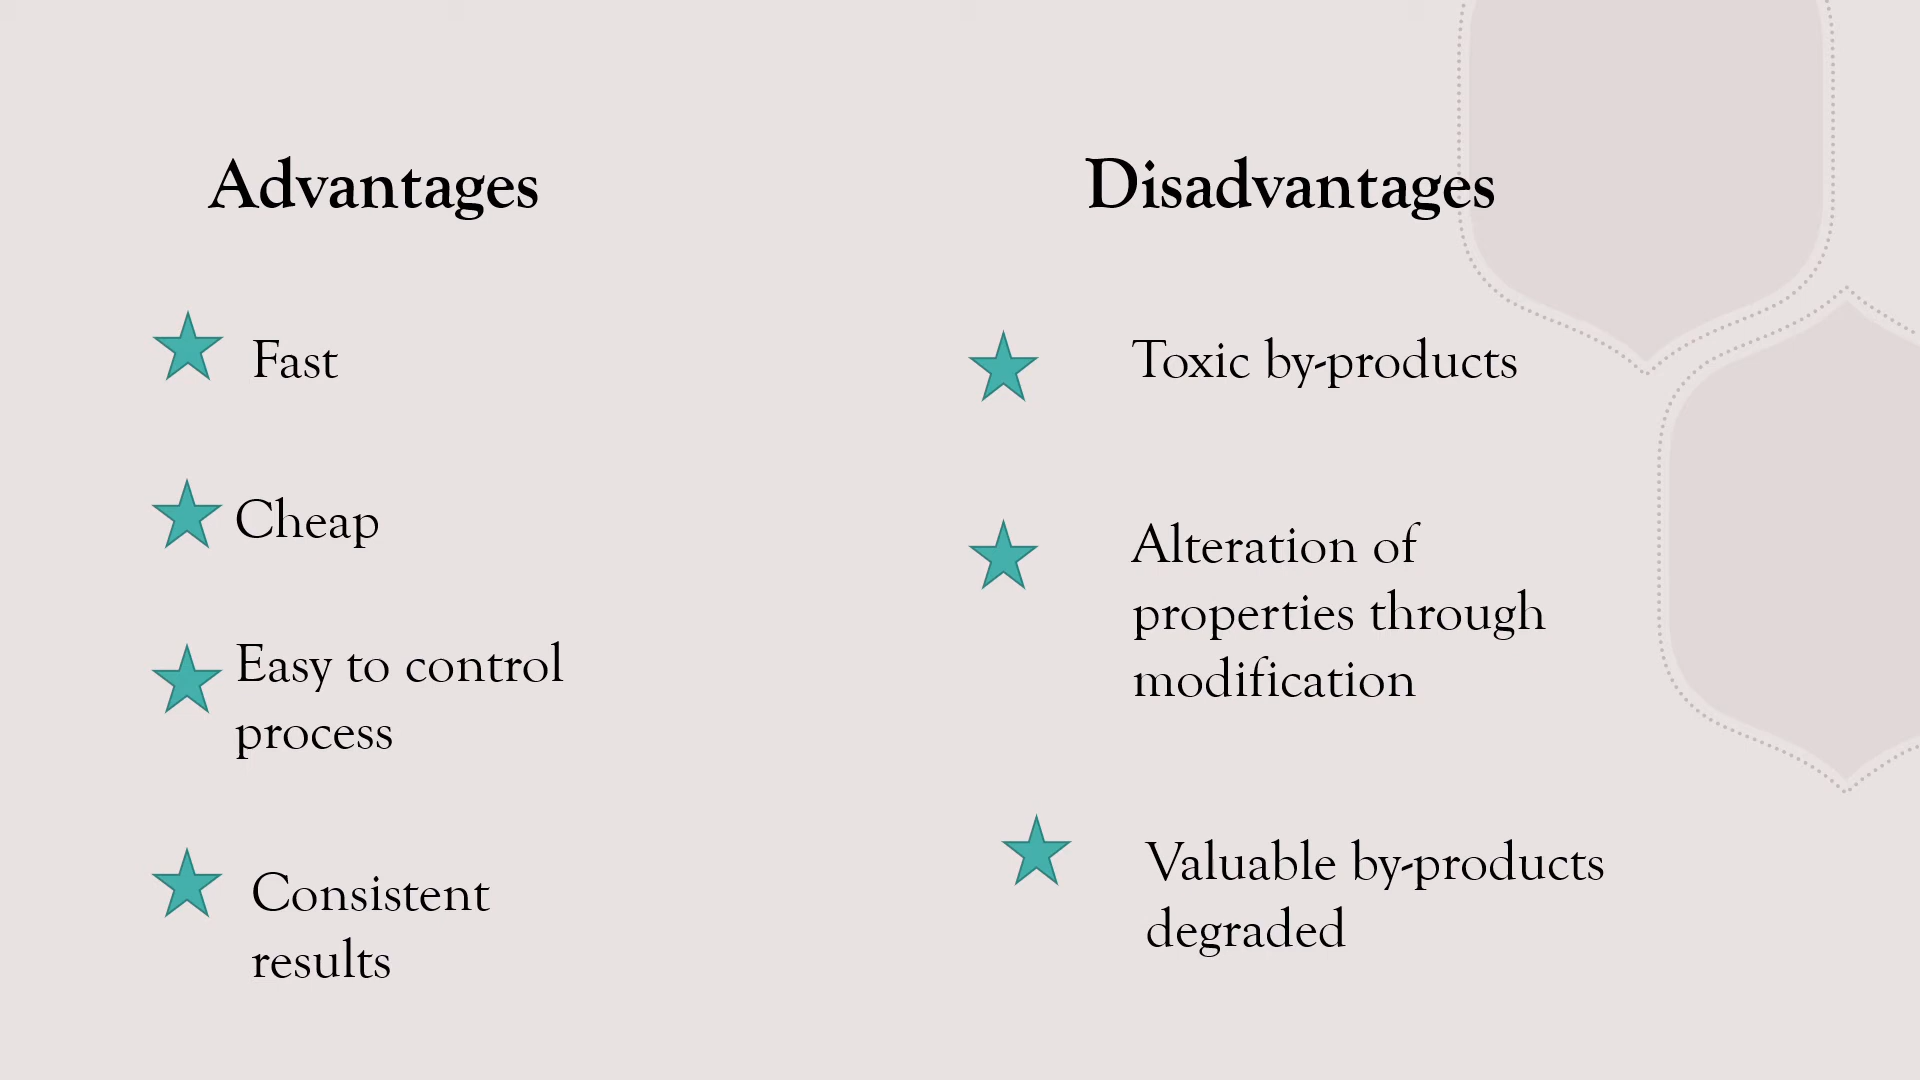 Advantages
Fast
Cheap
Easy to control
process
Consistent
results
Disadvantages
Toxic by-products
Alteration of
properties through
modification
Valuable by-products
degraded